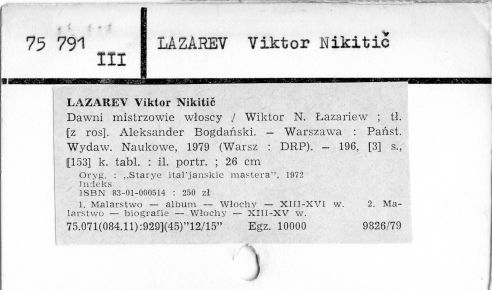 75 791
III
LAZAREV Viktor Nikitič
LAZAREV Viktor Nikitič
Dawni mistrzowie włoscy / Wiktor N. Łazariew ; tł.
[z ros]. Aleksander Bogdański. — Warszawa : Państ.
Wydaw. Naukowe, 1979 (Warsz : DRP). — 196, [3] s.,
[153] k. tabl. : il. portr. ; 26 cm
Oryg. : „Starye ital'janskie mastera", 1972
Indeks
ISBN 83-01-000514 : 250 zł
1. Malarstwo — album — Włochy — XIII-XVI w. 2. Ma-
larstwo — biografie — Włochy — XIII-XV w.
75.071(084.11):929](45)"12/15" Egz. 10000 9826/79